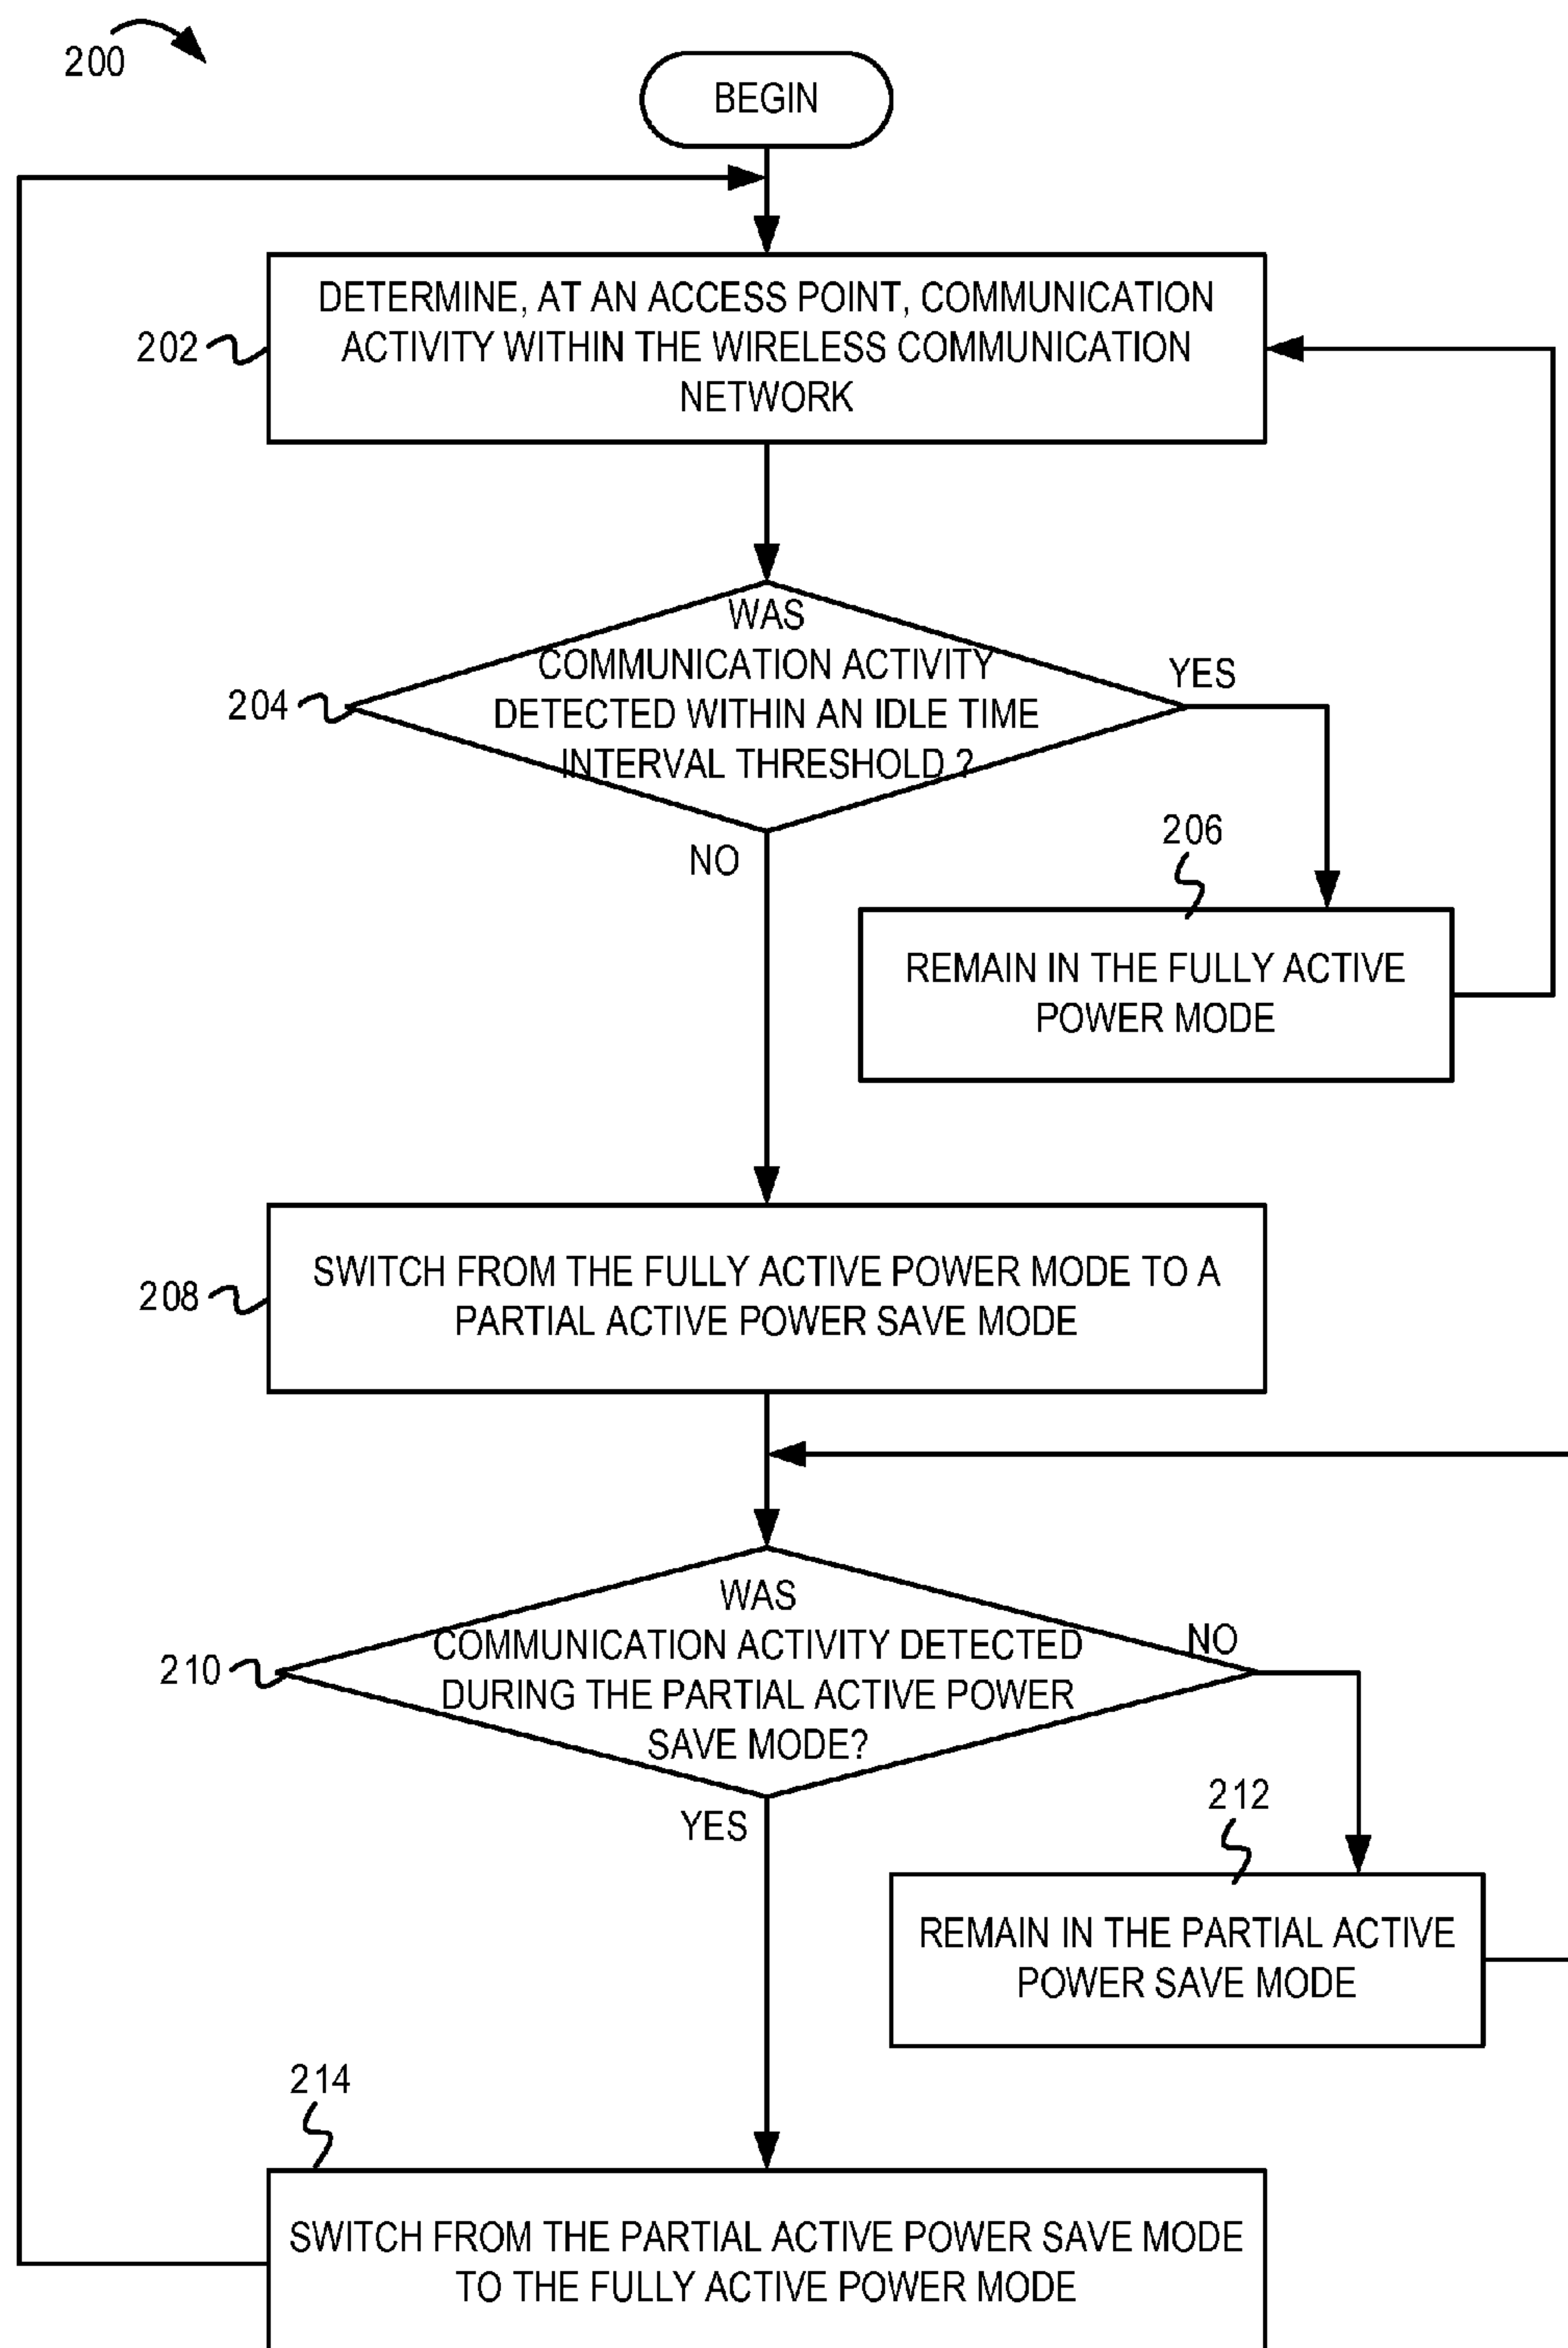 200
BEGIN
DETERMINE, AT AN ACCESS POINT, COMMUNICATION
ACTIVITY WITHIN THE WIRELESS COMMUNICATION
NETWORK
202
WAS
COMMUNICATION ACTIVITY
DETECTED WITHIN AN IDLE TIME
INTERVAL THRESHOLD ?
204
YES
NO
206
REMAIN IN THE FULLY ACTIVE
POWER MODE
SWITCH FROM THE FULLY ACTIVE POWER MODE TO A
PARTIAL ACTIVE POWER SAVE MODE
208
WAS
COMMUNICATION ACTIVITY DETECTED
DURING THE PARTIAL ACTIVE POWER
SAVE MODE?
210
NO
YES
212
REMAIN IN THE PARTIAL ACTIVE
POWER SAVE MODE
214
SWITCH FROM THE PARTIAL ACTIVE POWER SAVE MODE
TO THE FULLY ACTIVE POWER MODE